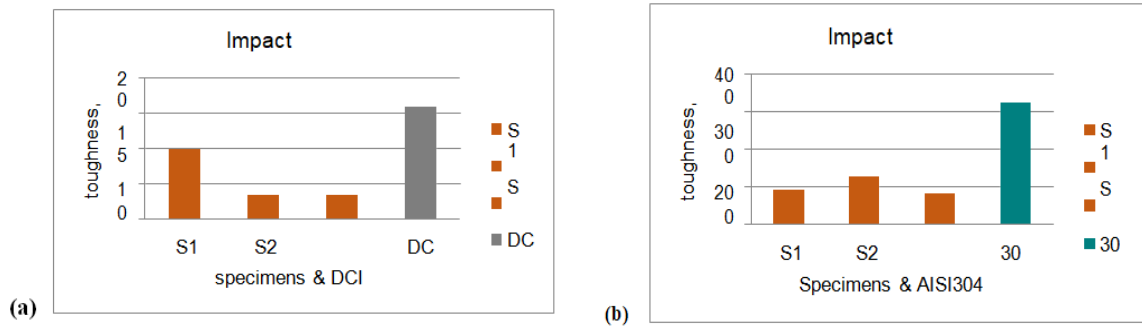 Impact
toughness,
2
0
1
5
1
0
S1 S2 DC
specimens & DCI
S
1
S
DC
(a)
Impact
toughness,
40
0
30
0
20
0
S1 S2 30
Specimens & AISI304
S
1
S
30
(b)